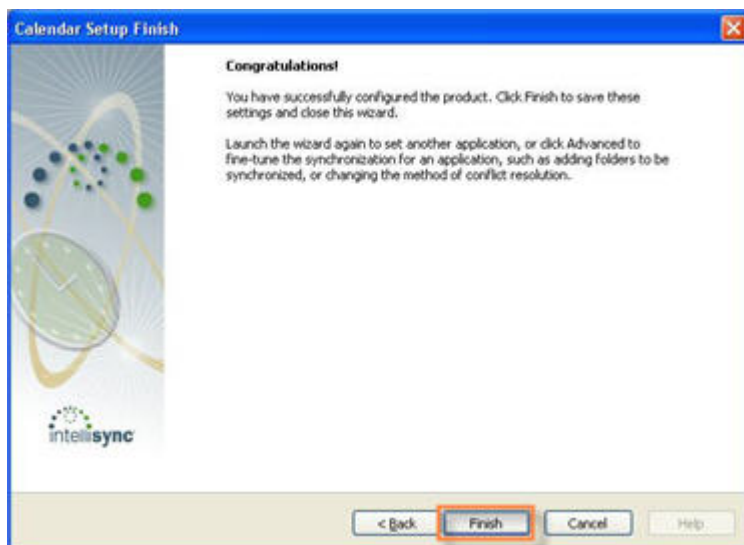 Calendar Setup Finish
Congratulations!
You have successfully configured the product. Click Finish to save these
settings and close this wizard.
Launch the wizard again to set another application, or click Advanced to
fine-tune the synchronization for an application, such as adding folders to be
synchronized, or changing the method of conflict resolution.
intellisync
< Back Finish Cancel Help